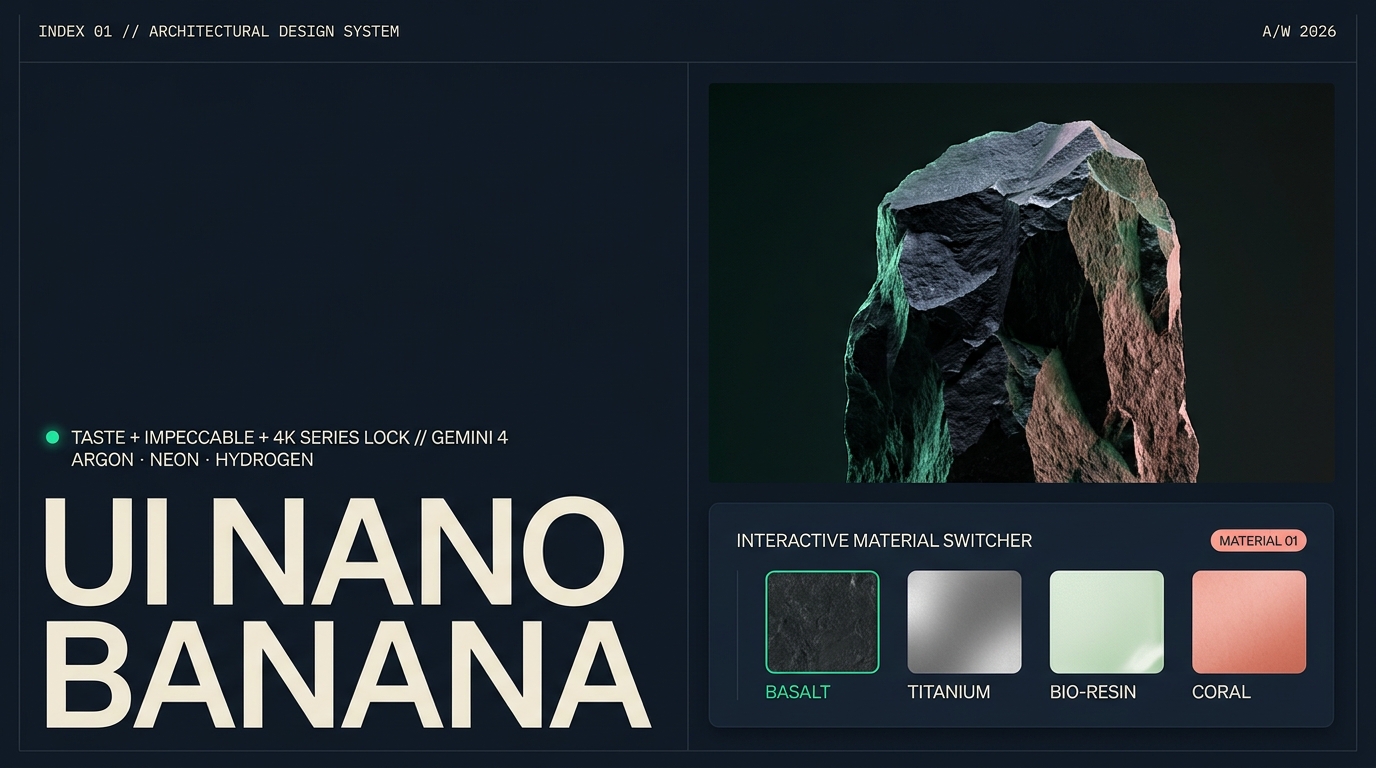 INDEX 01 // ARCHITECTURAL DESIGN SYSTEM
A/W 2026
TASTE + IMPECCABLE + 4K SERIES LOCK // GEMINI 4
ARGON · NEON · HYDROGEN
UI NANO
BANANA
INTERACTIVE MATERIAL SWITCHER
MATERIAL 01
BASALT
TITANIUM
BIO-RESIN
CORAL